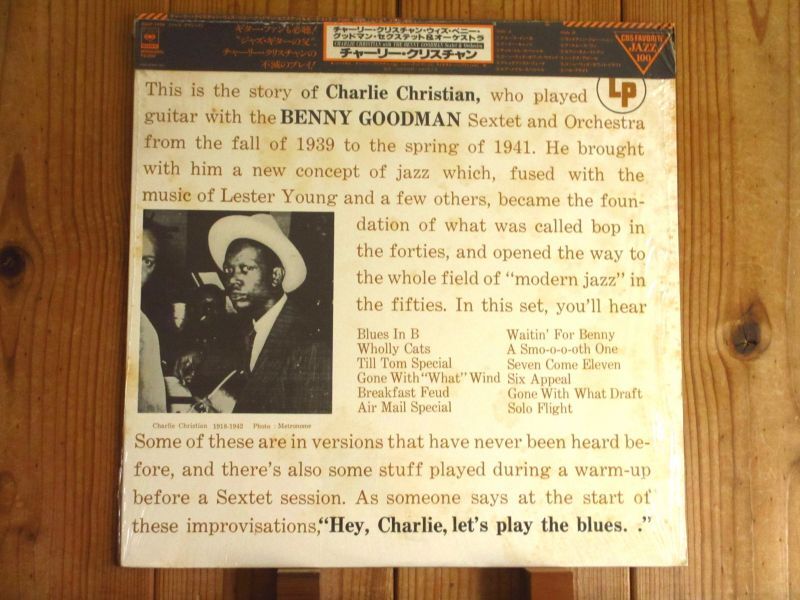 ギター・ファンも必聴!
"ジャズ・ギターの父"
チャーリー・クリスチャンの
不滅のプレイ!
チャーリー・クリスチャン・ウィズ・ベニー・
グッドマン・セクステット&オーケストラ
CHARLIE CHRISTIAN with THE BENNY GOODMAN Sextet & Orchestra
チャーリー・クリスチャン
CBS FAVORITE
JAZZ
100
LP
This is the story of Charlie Christian, who played
guitar with the BENNY GOODMAN Sextet and Orchestra
from the fall of 1939 to the spring of 1941. He brought
with him a new concept of jazz which, fused with the
music of Lester Young and a few others, became the foun-
dation of what was called bop in
the forties, and opened the way to
the whole field of "modern jazz" in
the fifties. In this set, you'll hear
Blues In B
Wholly Cats
Till Tom Special
Gone With "What" Wind
Breakfast Feud
Air Mail Special
Waitin' For Benny
A Smo-o-o-oth One
Seven Come Eleven
Six Appeal
Gone With What Draft
Solo Flight
Charlie Christian 1918-1942 Photo : Metronome
Some of these are in versions that have never been heard be-
fore, and there's also some stuff played during a warm-up
before a Sextet session. As someone says at the start of
these improvisations, "Hey, Charlie, let's play the blues. ."